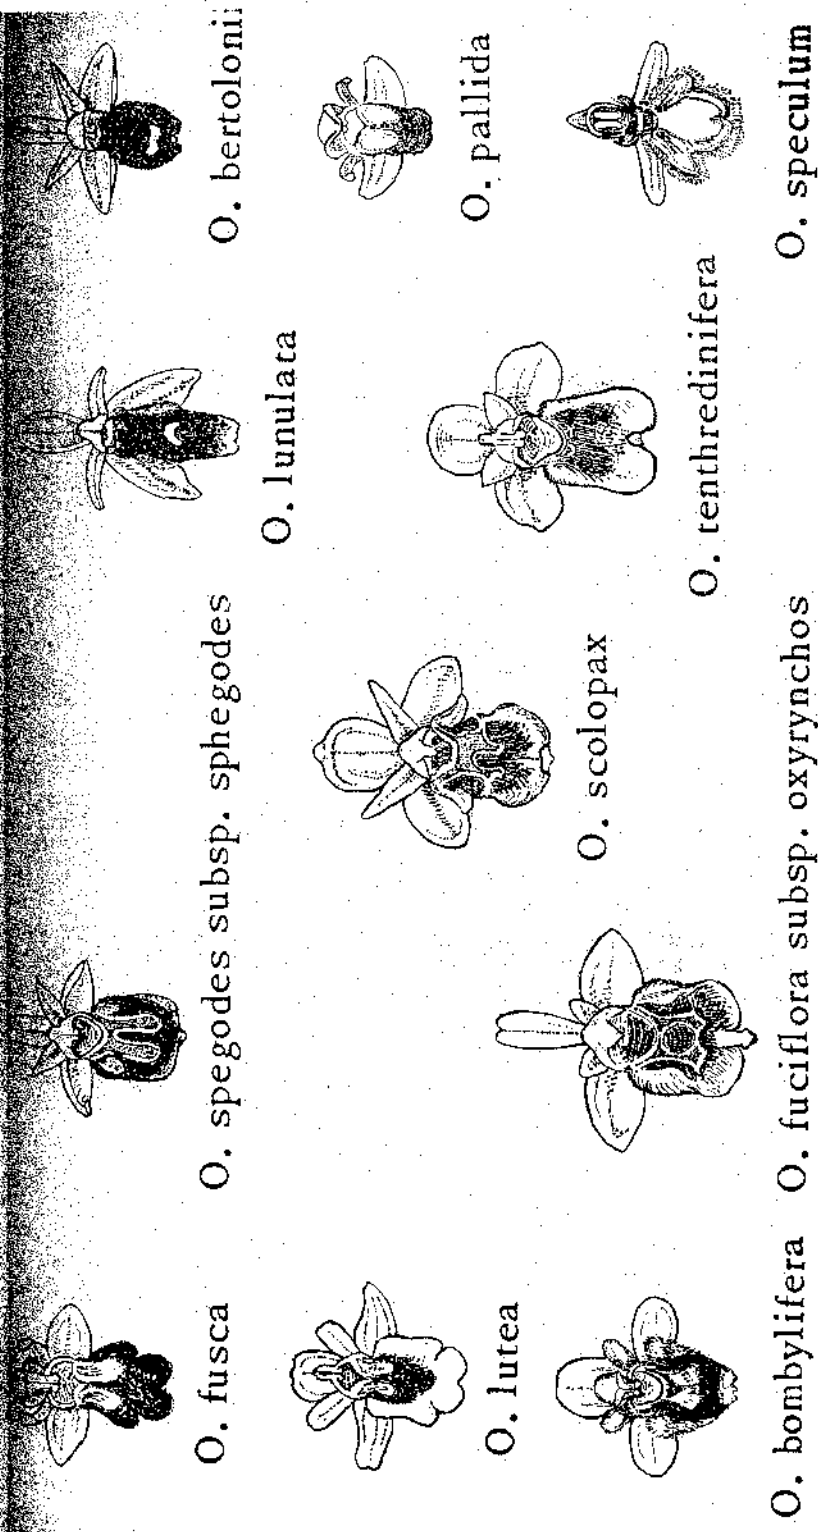 O. fusca
O. spegodes subsp. sphegodes
O. lunulata
O. bertolonii
O. lutea
O. scolopax
O. pallida
O. bombylifera
O. fuciflora subsp. oxyrynchos
O. tenthredinifera
O. speculum